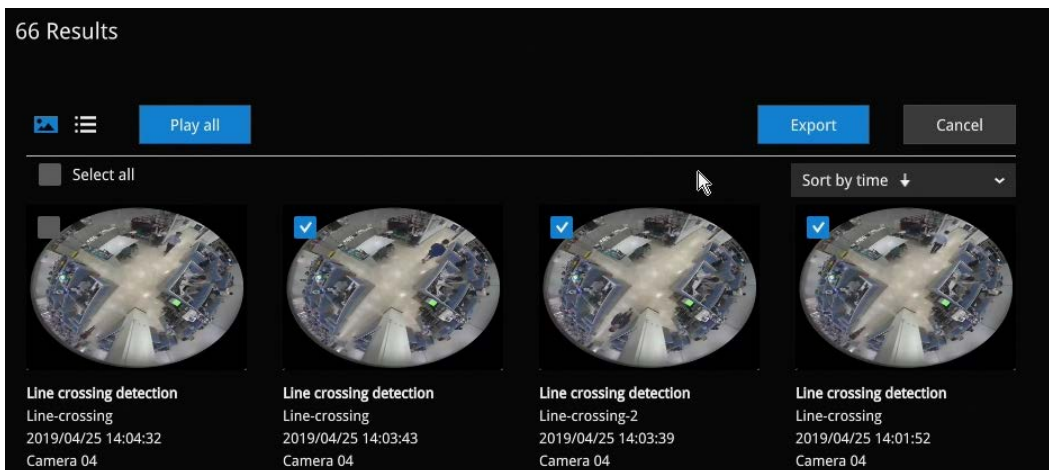 66 Results
Play all
Export
Cancel
Select all
Sort by time
Line crossing detection
Line-crossing
2019/04/25 14:04:32
Camera 04
Line crossing detection
Line-crossing
2019/04/25 14:03:43
Camera 04
Line crossing detection
Line-crossing-2
2019/04/25 14:03:39
Camera 04
Line crossing detection
Line-crossing
2019/04/25 14:01:52
Camera 04